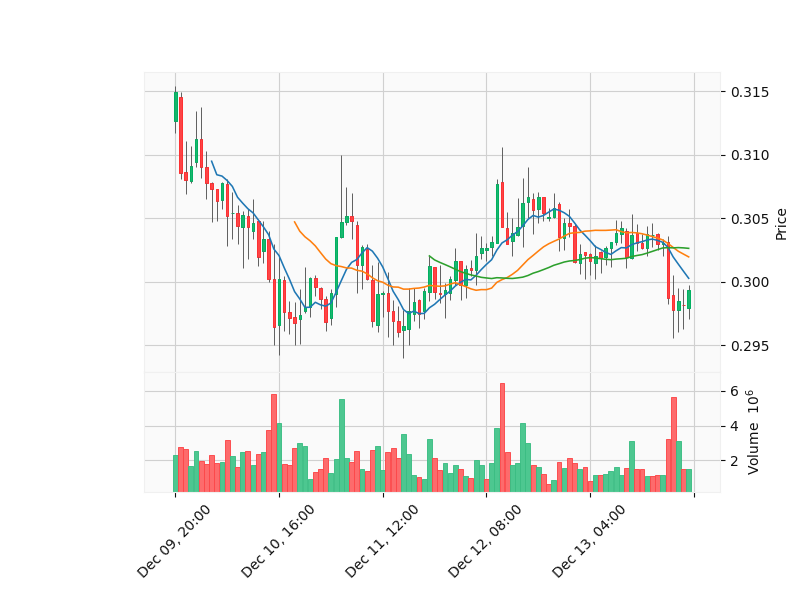 0.315
0.310
0.305
0.300
0.295
Price
6
4
2
Volume 10^6
Dec 09, 20:00
Dec 10, 16:00
Dec 11, 12:00
Dec 12, 08:00
Dec 13, 04:00